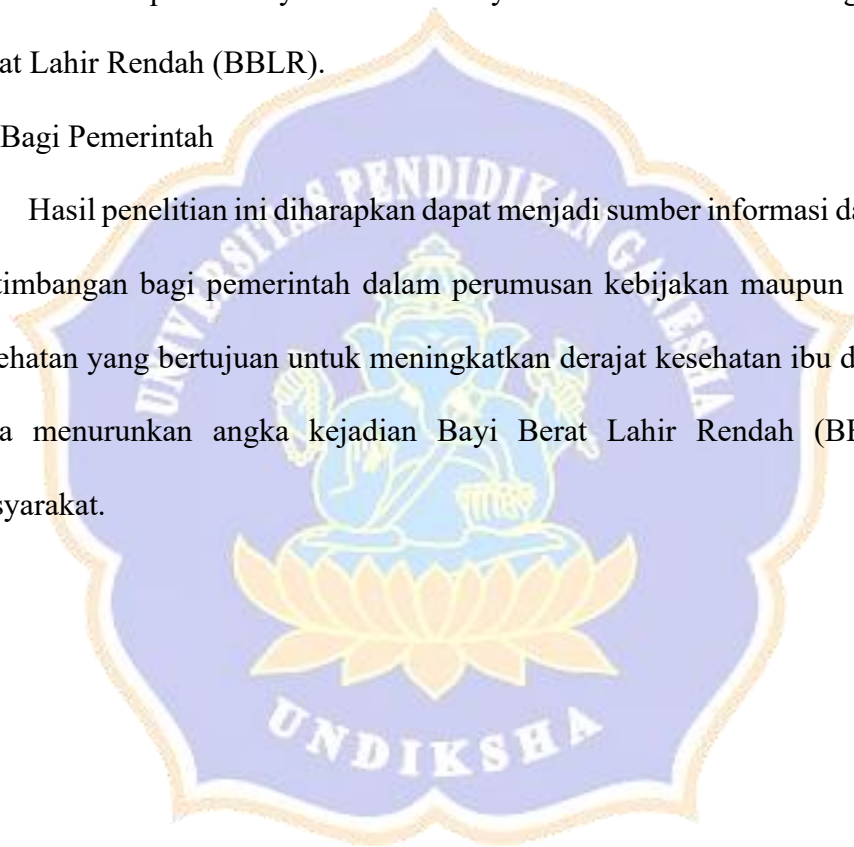 at Lahir Rendah (BBLR).
Bagi Pemerintah
Hasil penelitian ini diharapkan dapat menjadi sumber informasi da
timbangan bagi pemerintah dalam perumusan kebijakan maupun
ehatan yang bertujuan untuk meningkatkan derajat kesehatan ibu d
a menurunkan angka kejadian Bayi Berat Lahir Rendah (BB
syarakat.
UNIVERSITAS PENDIDIKAN GANESHA
UNDIKSHA